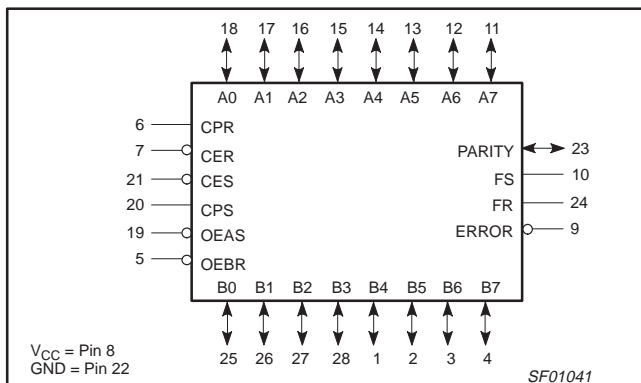 18 17 16 15 14 13 12 11
A0 A1 A2 A3 A4 A5 A6 A7
6 CPR
7 CER
21 CES
20 CPS
19 OEAS
5 OEBR
PARITY 23
FS 10
FR 24
ERROR 9
B0 B1 B2 B3 B4 B5 B6 B7
25 26 27 28 1 2 3 4
VCC = Pin 8
GND = Pin 22
SF01041